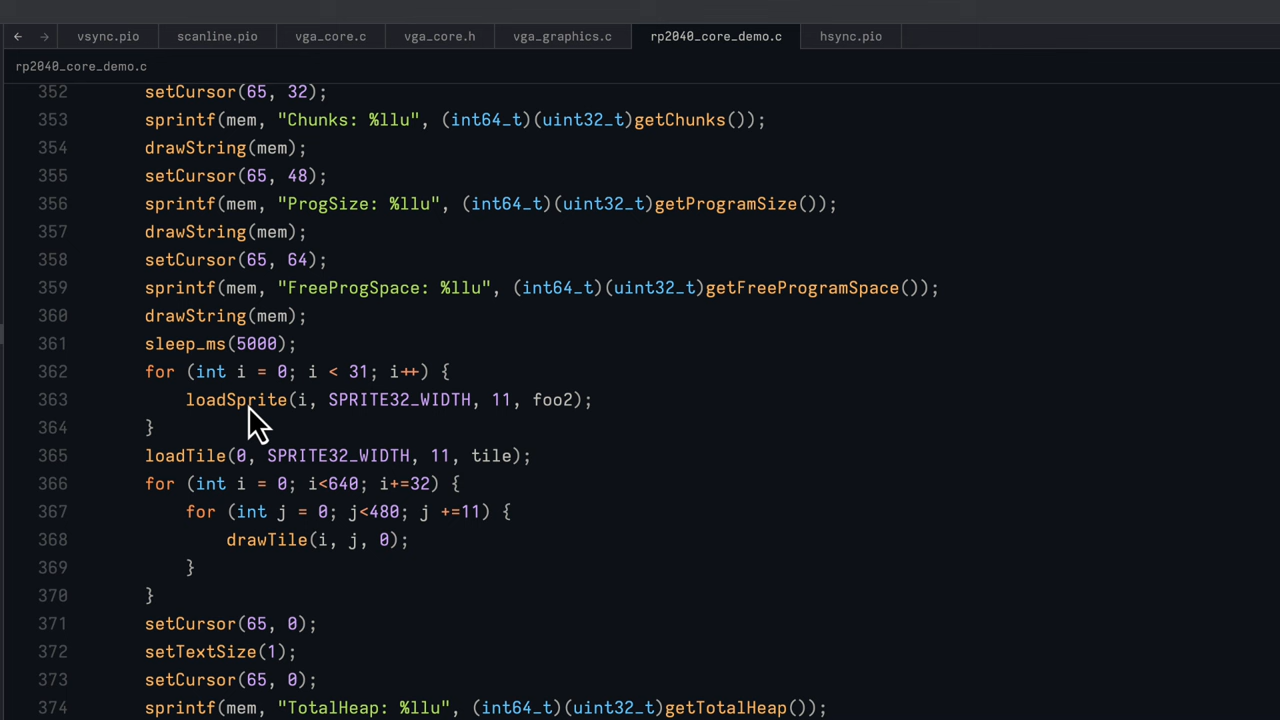 ← → vsync.pio scanline.pio vga_core.c vga_core.h vga_graphics.c rp2040_core_demo.c hsync.pio
rp2040_core_demo.c
352 setCursor(65, 32);
353 sprintf(mem, "Chunks: %llu", (int64_t)(uint32_t)getChunks());
354 drawString(mem);
355 setCursor(65, 48);
356 sprintf(mem, "ProgSize: %llu", (int64_t)(uint32_t)getProgramSize());
357 drawString(mem);
358 setCursor(65, 64);
359 sprintf(mem, "FreeProgSpace: %llu", (int64_t)(uint32_t)getFreeProgramSpace());
360 drawString(mem);
361 sleep_ms(5000);
362 for (int i = 0; i < 31; i++) {
363 loadSprite(i, SPRITE32_WIDTH, 11, foo2);
364 }
365 loadTile(0, SPRITE32_WIDTH, 11, tile);
366 for (int i = 0; i<640; i+=32) {
367 for (int j = 0; j<480; j +=11) {
368 drawTile(i, j, 0);
369 }
370 }
371 setCursor(65, 0);
372 setTextSize(1);
373 setCursor(65, 0);
374 sprintf(mem, "TotalHeap: %llu", (int64_t)(uint32_t)getTotalHeap());